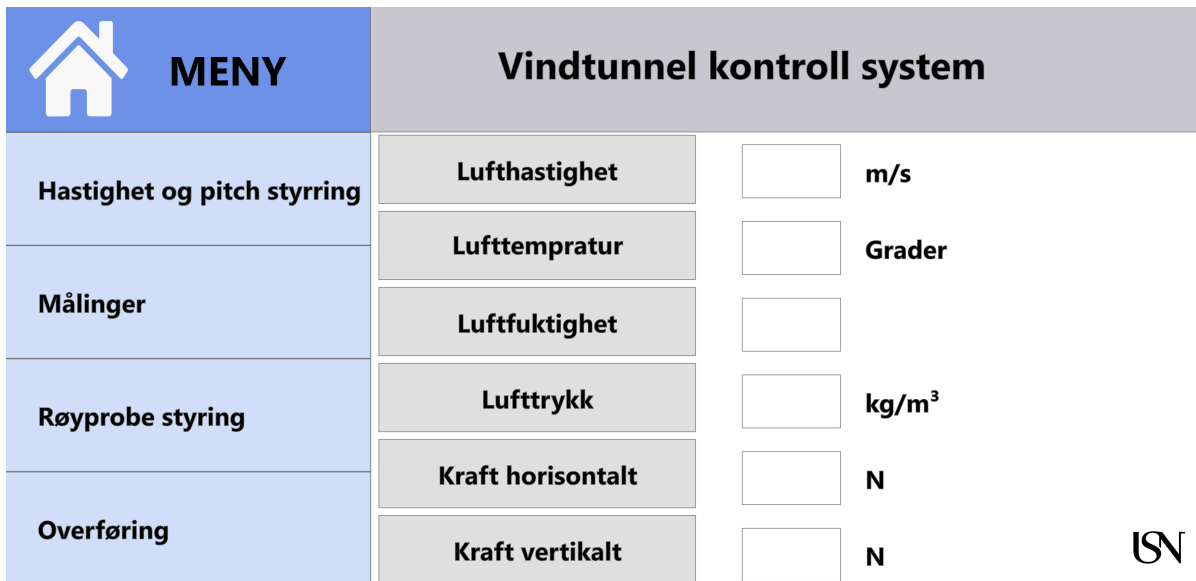 MENY
Vindtunnel kontroll system
Hastighet og pitch styrring
Målinger
Røyprobe styring
Overføring
Lufthastighet
m/s
Lufttempratur
Grader
Luftfuktighet
Lufttrykk
kg/m³
Kraft horisontalt
N
Kraft vertikalt
N
USN